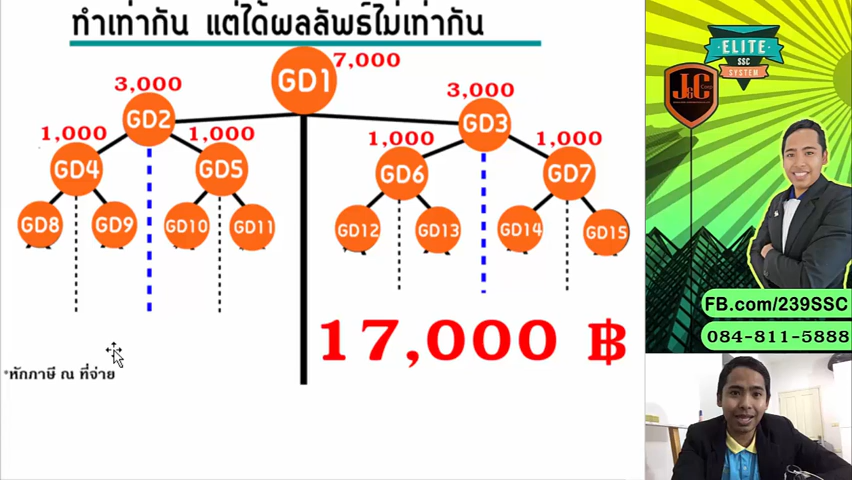 ทำเท่ากัน แต่ได้ผลลัพธ์ไม่เท่ากัน
GD1 7,000
3,000 GD2
3,000 GD3
1,000 GD4
1,000 GD5
1,000 GD6
1,000 GD7
GD8 GD9 GD10 GD11 GD12 GD13 GD14 GD15
17,000 ฿
*หักภาษี ณ ที่จ่าย
ELITE
SSC
SYSTEM
J&C Corp
FB.com/239SSC
084-811-5888